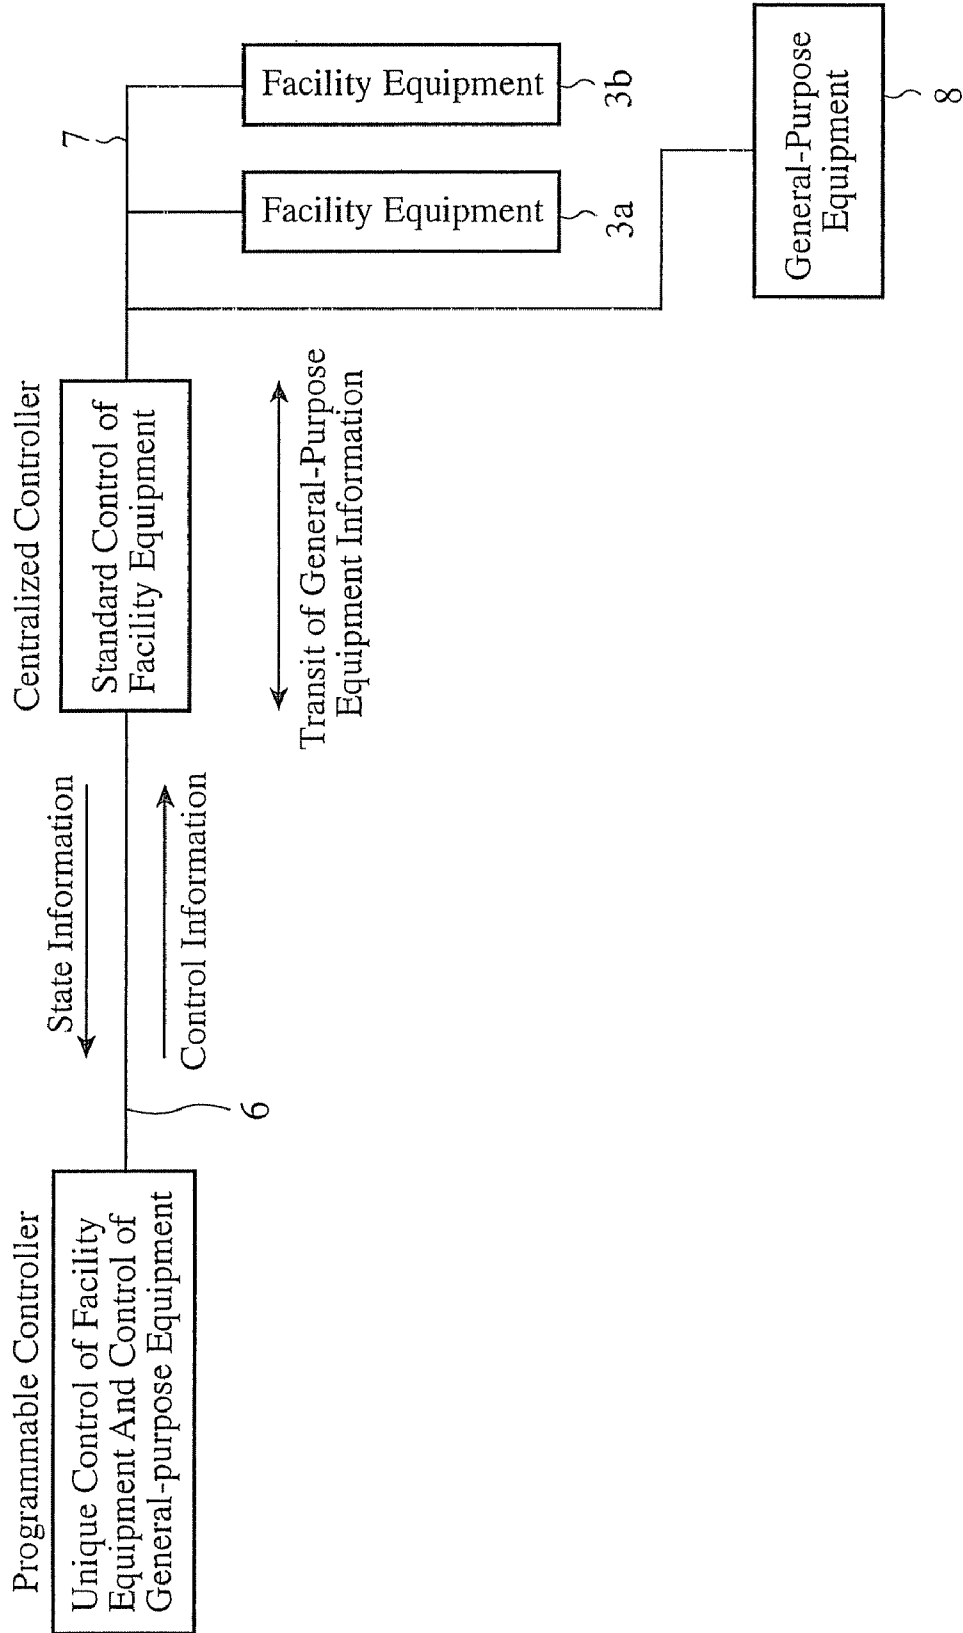 Programmable Controller
Unique Control of Facility
Equipment And Control of
General-purpose Equipment
6
State Information
Control Information
Centralized Controller
Standard Control of
Facility Equipment
Transit of General-Purpose
Equipment Information
7
Facility Equipment
3a
Facility Equipment
3b
General-Purpose
Equipment
8